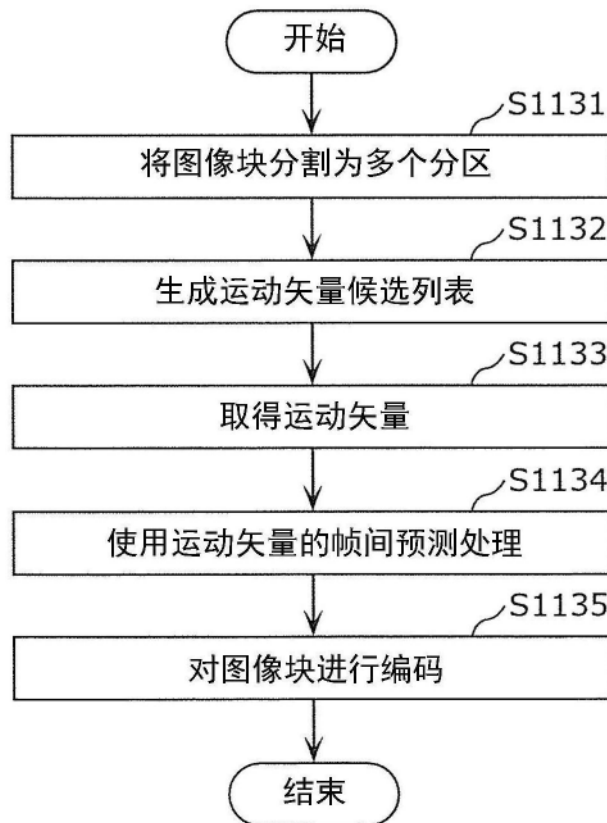 开始
S1131
将图像块分割为多个分区
S1132
生成运动矢量候选列表
S1133
取得运动矢量
S1134
使用运动矢量的帧间预测处理
S1135
对图像块进行编码
结束